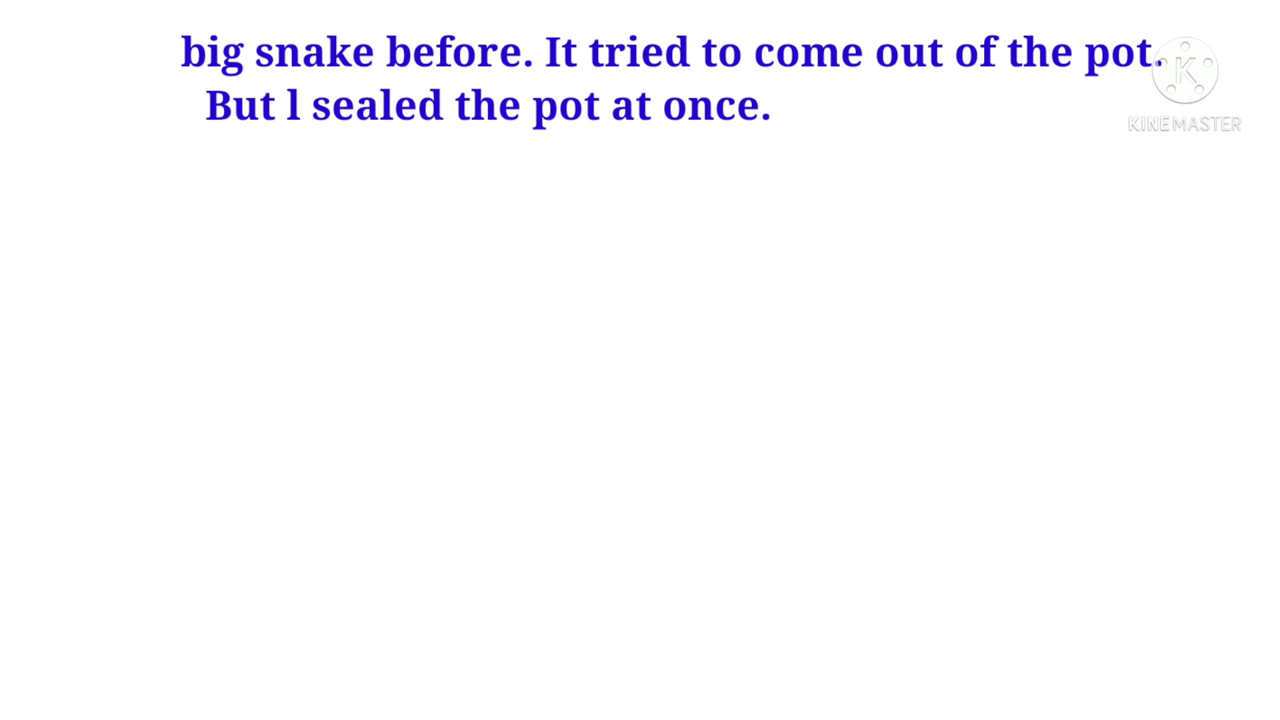 big snake before. It tried to come out of the pot.
But l sealed the pot at once.
K
KINEMASTER